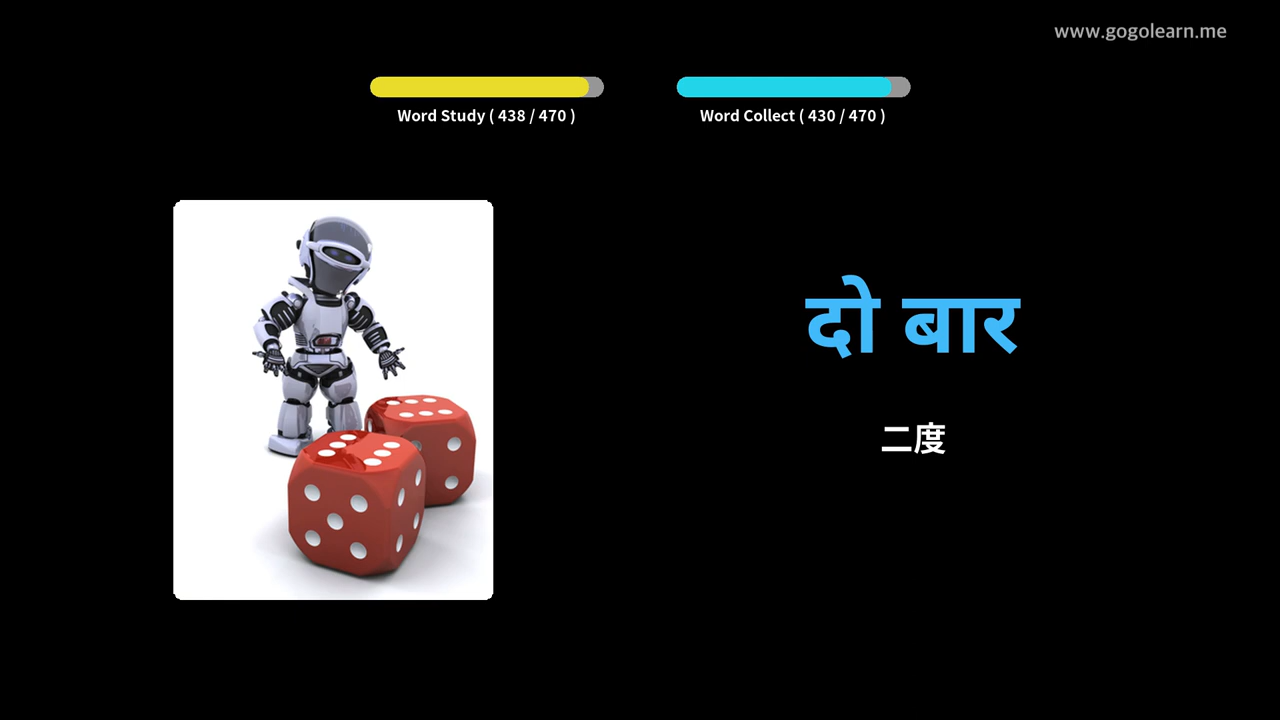 www.gogolearn.me
Word Study ( 438 / 470 )
Word Collect ( 430 / 470 )
दो बार
二度